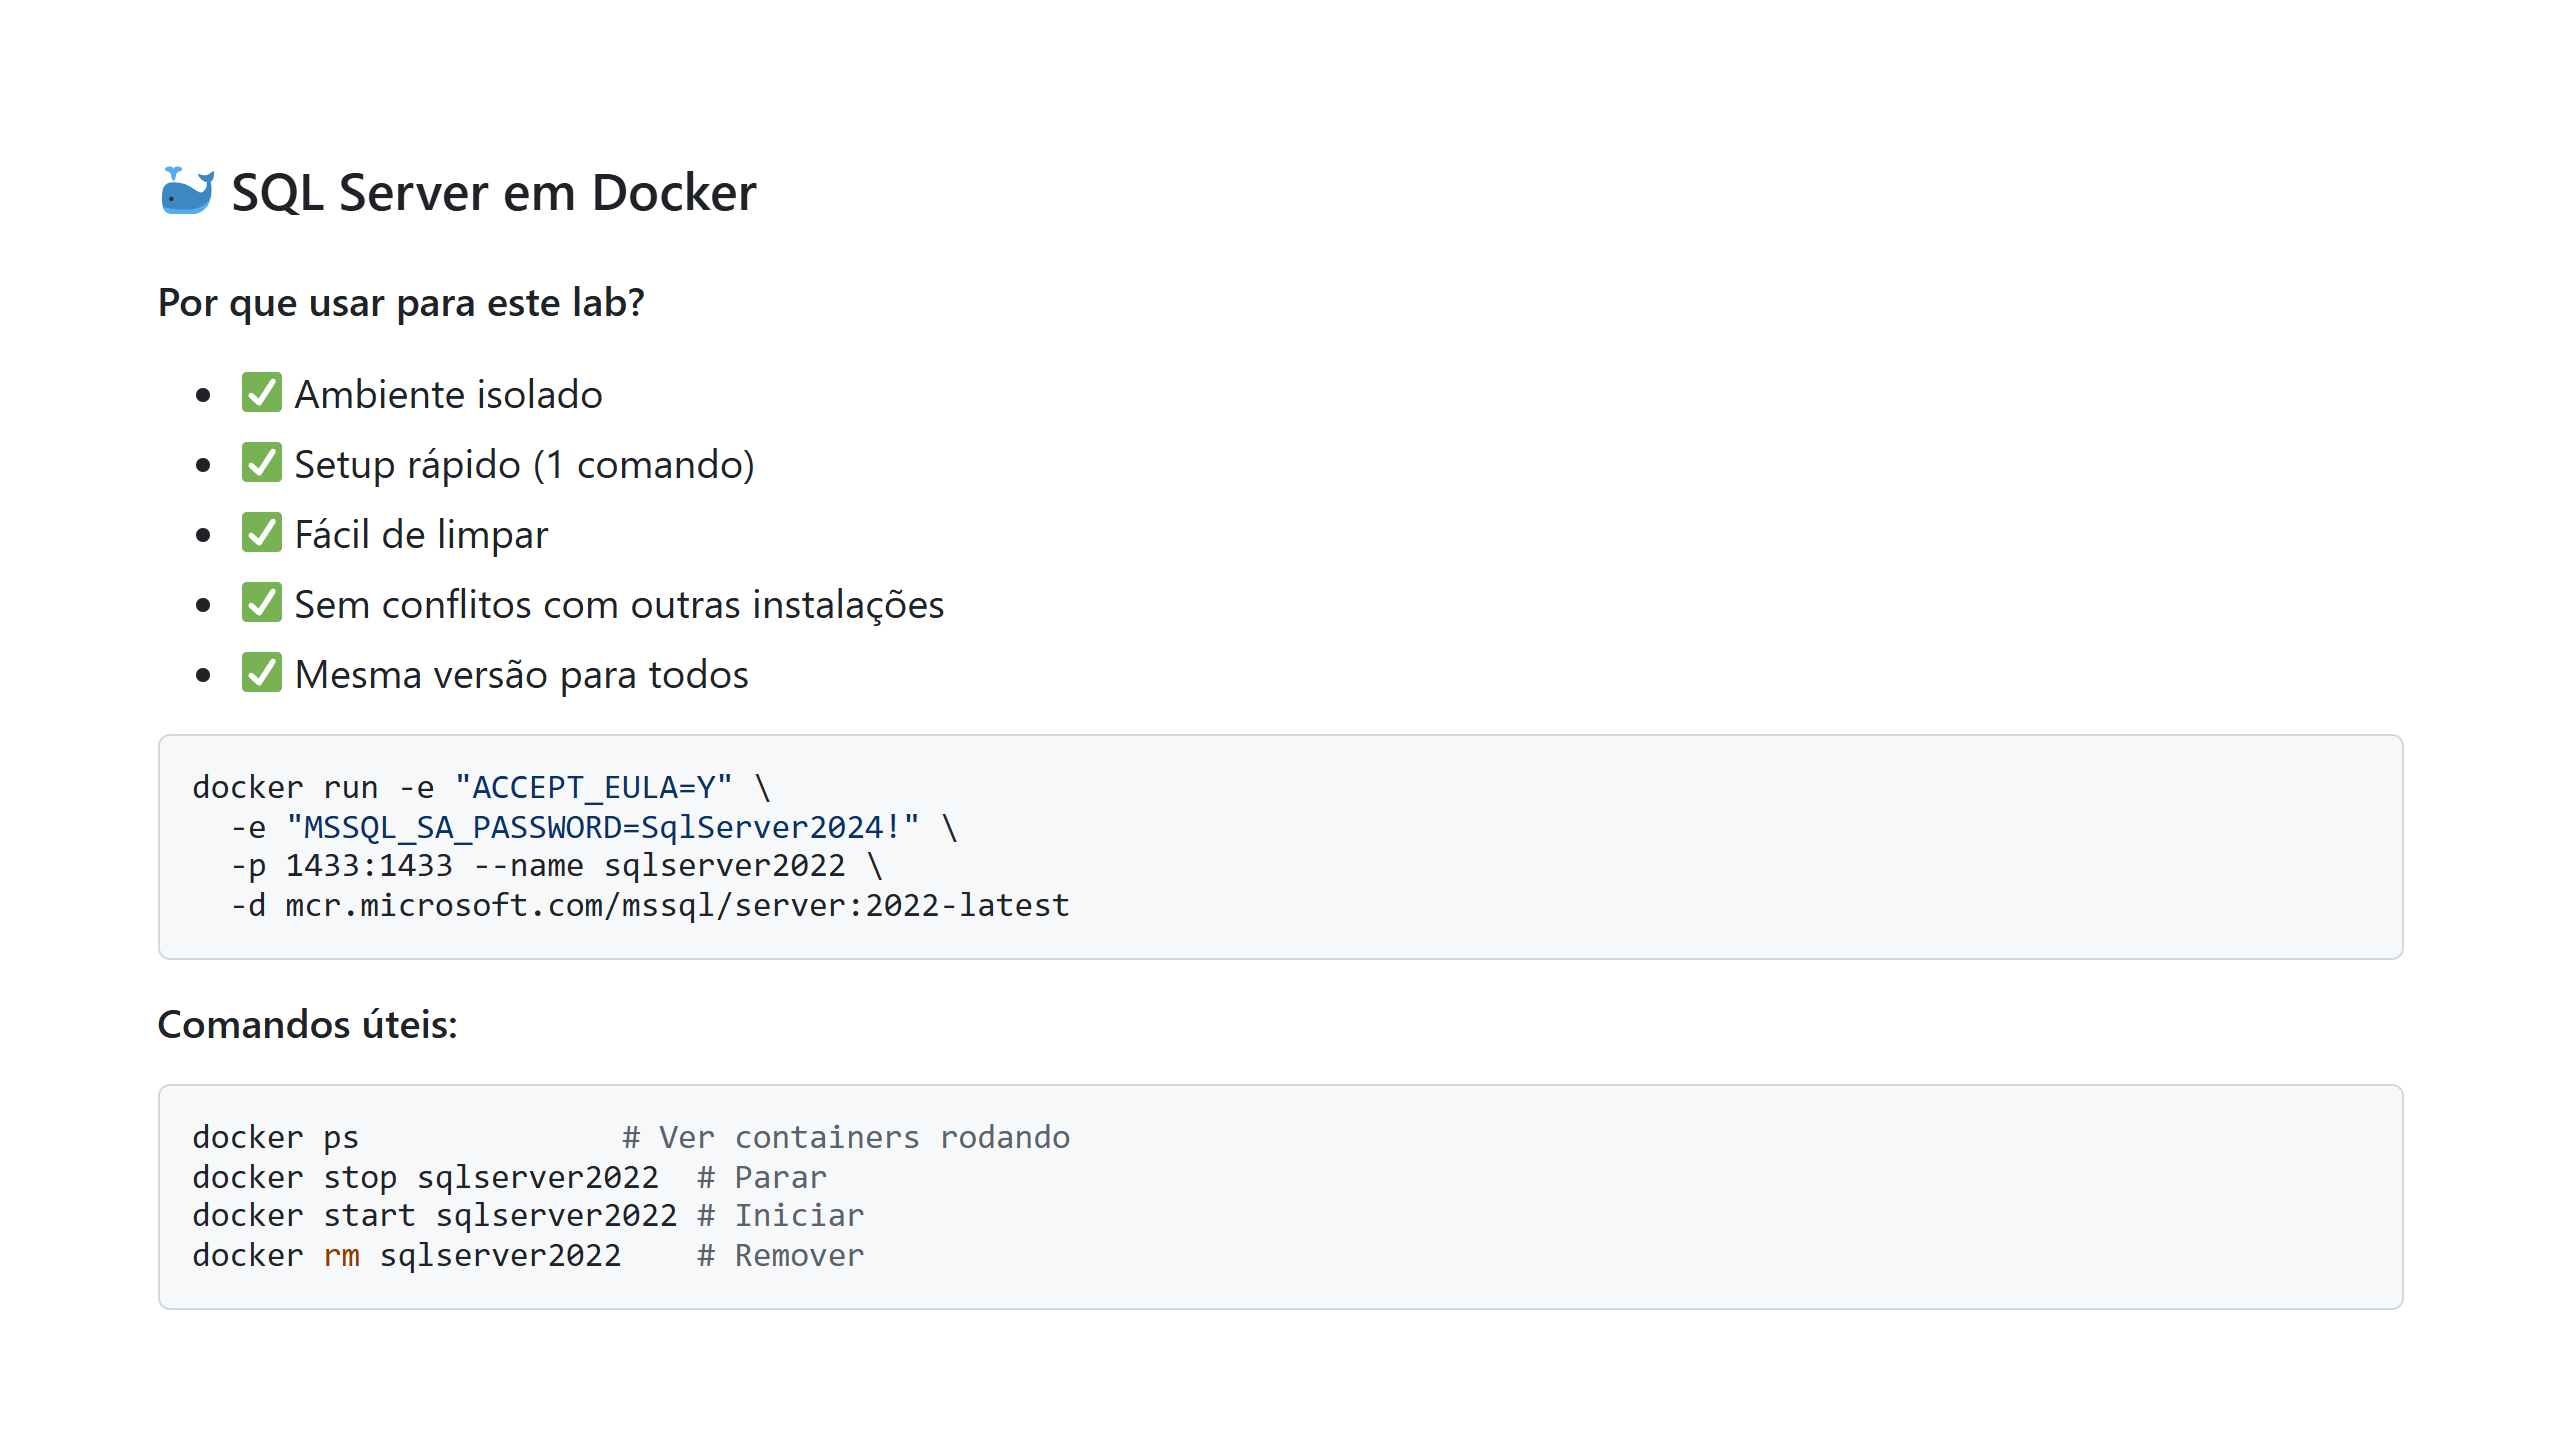 🐳 SQL Server em Docker
Por que usar para este lab?
• ✅ Ambiente isolado
• ✅ Setup rápido (1 comando)
• ✅ Fácil de limpar
• ✅ Sem conflitos com outras instalações
• ✅ Mesma versão para todos
docker run -e "ACCEPT_EULA=Y" \
  -e "MSSQL_SA_PASSWORD=SqlServer2024!" \
  -p 1433:1433 --name sqlserver2022 \
  -d mcr.microsoft.com/mssql/server:2022-latest
Comandos úteis:
docker ps              # Ver containers rodando
docker stop sqlserver2022  # Parar
docker start sqlserver2022 # Iniciar
docker rm sqlserver2022    # Remover